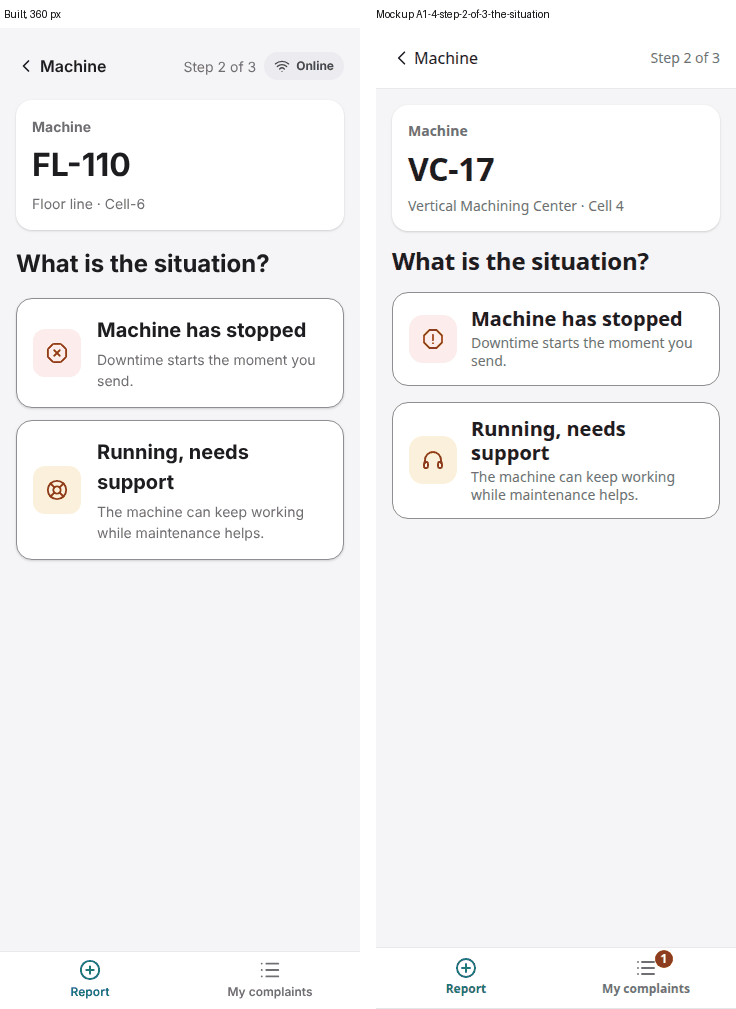 Built, 360 px
Machine
Step 2 of 3
Online
Machine
FL-110
Floor line · Cell-6
What is the situation?
Machine has stopped
Downtime starts the moment you
send.
Running, needs
support
The machine can keep working
while maintenance helps.
Report
My complaints
Mockup A1-4-step-2-of-3-the-situation
Machine
Step 2 of 3
Machine
VC-17
Vertical Machining Center · Cell 4
What is the situation?
Machine has stopped
Downtime starts the moment you
send.
Running, needs
support
The machine can keep working
while maintenance helps.
Report
1
My complaints